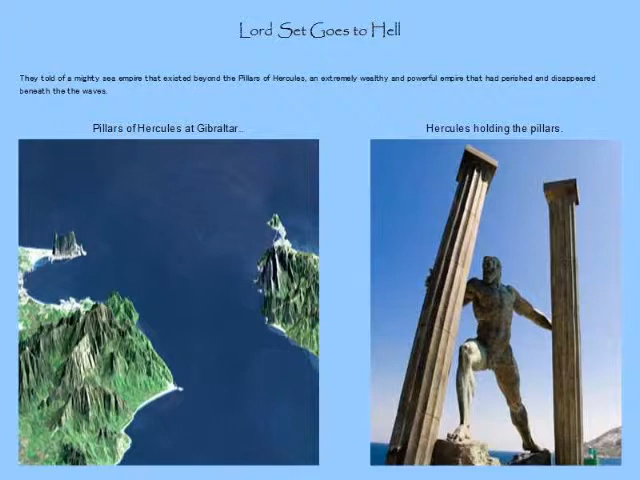 Lord Set Goes to Hell
They told of a mighty sea empire that existed beyond the Pillars of Hercules, an extremely wealthy and powerful empire that had perished and disappeared
beneath the the waves.
Pillars of Hercules at Gibraltar..
Hercules holding the pillars.